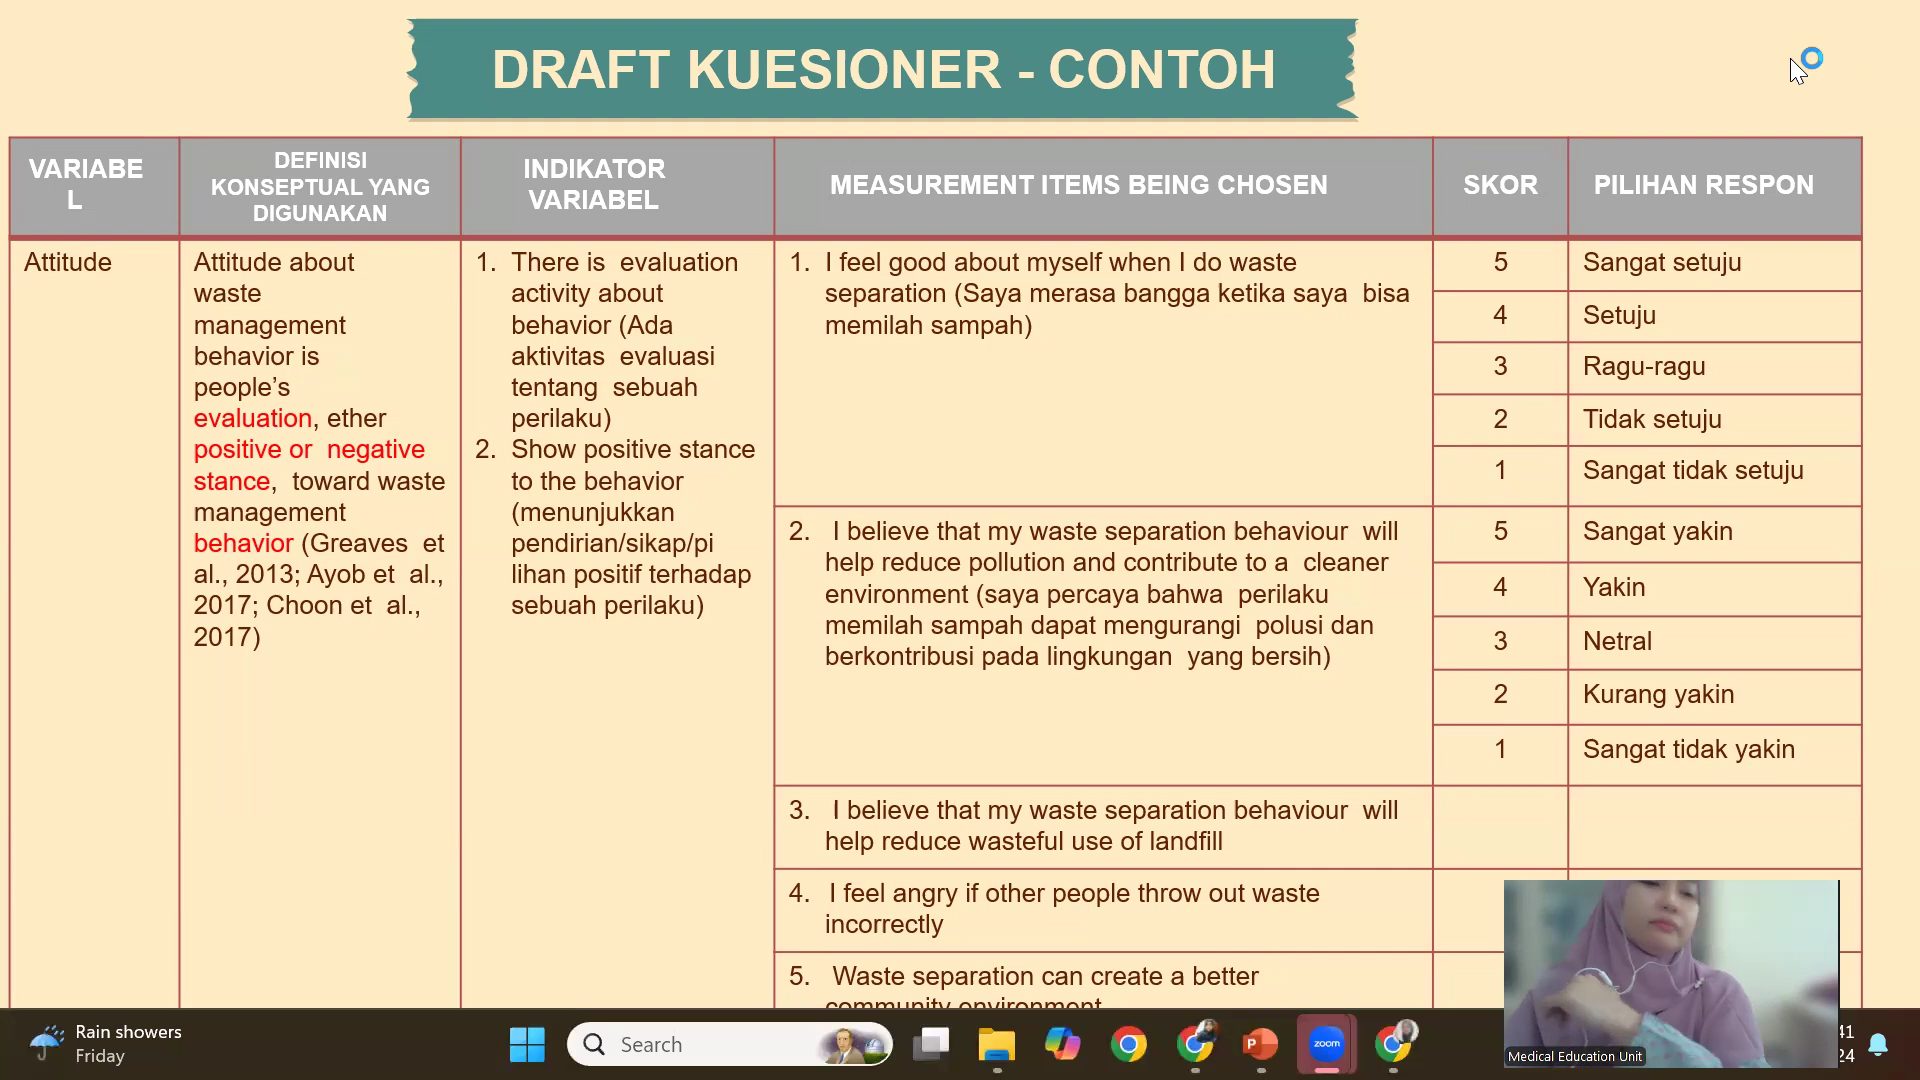 DRAFT KUESIONER - CONTOH
VARIABE
L
DEFINISI
KONSEPTUAL YANG
DIGUNAKAN
INDIKATOR
VARIABEL
MEASUREMENT ITEMS BEING CHOSEN
SKOR
PILIHAN RESPON
Attitude
Attitude about
waste
management
behavior is
people’s
evaluation, ether
positive or negative
stance, toward waste
management
behavior (Greaves et
al., 2013; Ayob et al.,
2017; Choon et al.,
2017)
1. There is evaluation
activity about
behavior (Ada
aktivitas evaluasi
tentang sebuah
perilaku)
2. Show positive stance
to the behavior
(menunjukkan
pendirian/sikap/pi
lihan positif terhadap
sebuah perilaku)
1. I feel good about myself when I do waste
separation (Saya merasa bangga ketika saya bisa
memilah sampah)
5 Sangat setuju
4 Setuju
3 Ragu-ragu
2 Tidak setuju
1 Sangat tidak setuju
2. I believe that my waste separation behaviour will
help reduce pollution and contribute to a cleaner
environment (saya percaya bahwa perilaku
memilah sampah dapat mengurangi polusi dan
berkontribusi pada lingkungan yang bersih)
5 Sangat yakin
4 Yakin
3 Netral
2 Kurang yakin
1 Sangat tidak yakin
3. I believe that my waste separation behaviour will
help reduce wasteful use of landfill
4. I feel angry if other people throw out waste
incorrectly
5. Waste separation can create a better
community environment
Medical Education Unit
Rain showers
Friday
Search
zoom
41
24